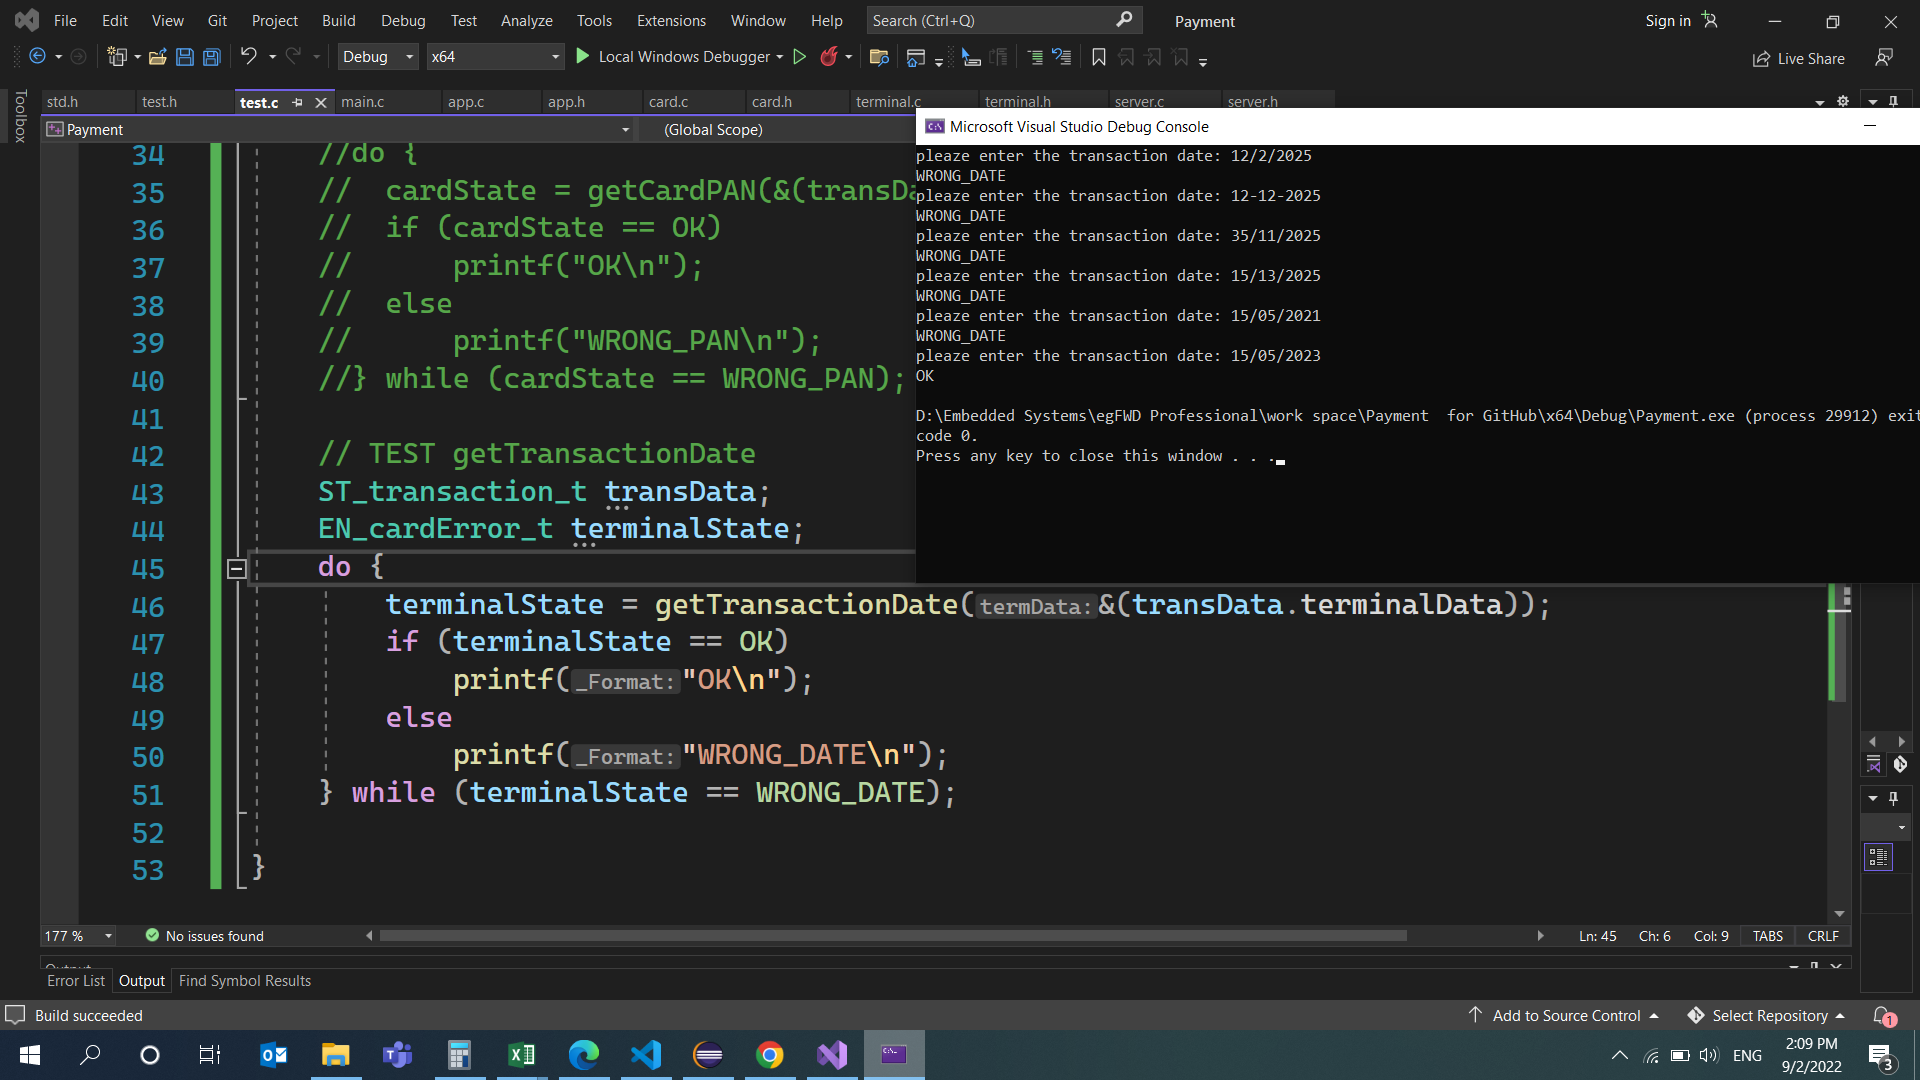 File Edit View Git Project Build Debug Test Analyze Tools Extensions Window Help Search (Ctrl+Q) Payment Sign in
Debug x64 Local Windows Debugger Live Share
Toolbox
std.h test.h test.c main.c app.c app.h card.c card.h terminal.c terminal.h server.c server.h
Payment (Global Scope)
Microsoft Visual Studio Debug Console
pleaze enter the transaction date: 12/2/2025
WRONG_DATE
pleaze enter the transaction date: 12-12-2025
WRONG_DATE
pleaze enter the transaction date: 35/11/2025
WRONG_DATE
pleaze enter the transaction date: 15/13/2025
WRONG_DATE
pleaze enter the transaction date: 15/05/2021
WRONG_DATE
pleaze enter the transaction date: 15/05/2023
OK
D:\Embedded Systems\egFWD Professional\work space\Payment  for GitHub\x64\Debug\Payment.exe (process 29912) exit
code 0.
Press any key to close this window . . .
34 //do {
35 //  cardState = getCardPAN(&(transDa
36 //  if (cardState == OK)
37 //      printf("OK\n");
38 //  else
39 //      printf("WRONG_PAN\n");
40 //} while (cardState == WRONG_PAN);
41
42 // TEST getTransactionDate
43 ST_transaction_t transData;
44 EN_cardError_t terminalState;
45 do {
46 terminalState = getTransactionDate(termData:&(transData.terminalData));
47 if (terminalState == OK)
48 printf(_Format:"OK\n");
49 else
50 printf(_Format:"WRONG_DATE\n");
51 } while (terminalState == WRONG_DATE);
52
53 }
177 % No issues found Ln: 45 Ch: 6 Col: 9 TABS CRLF
Output
Error List Output Find Symbol Results
Build succeeded Add to Source Control Select Repository 1
ENG 2:09 PM
9/2/2022 3